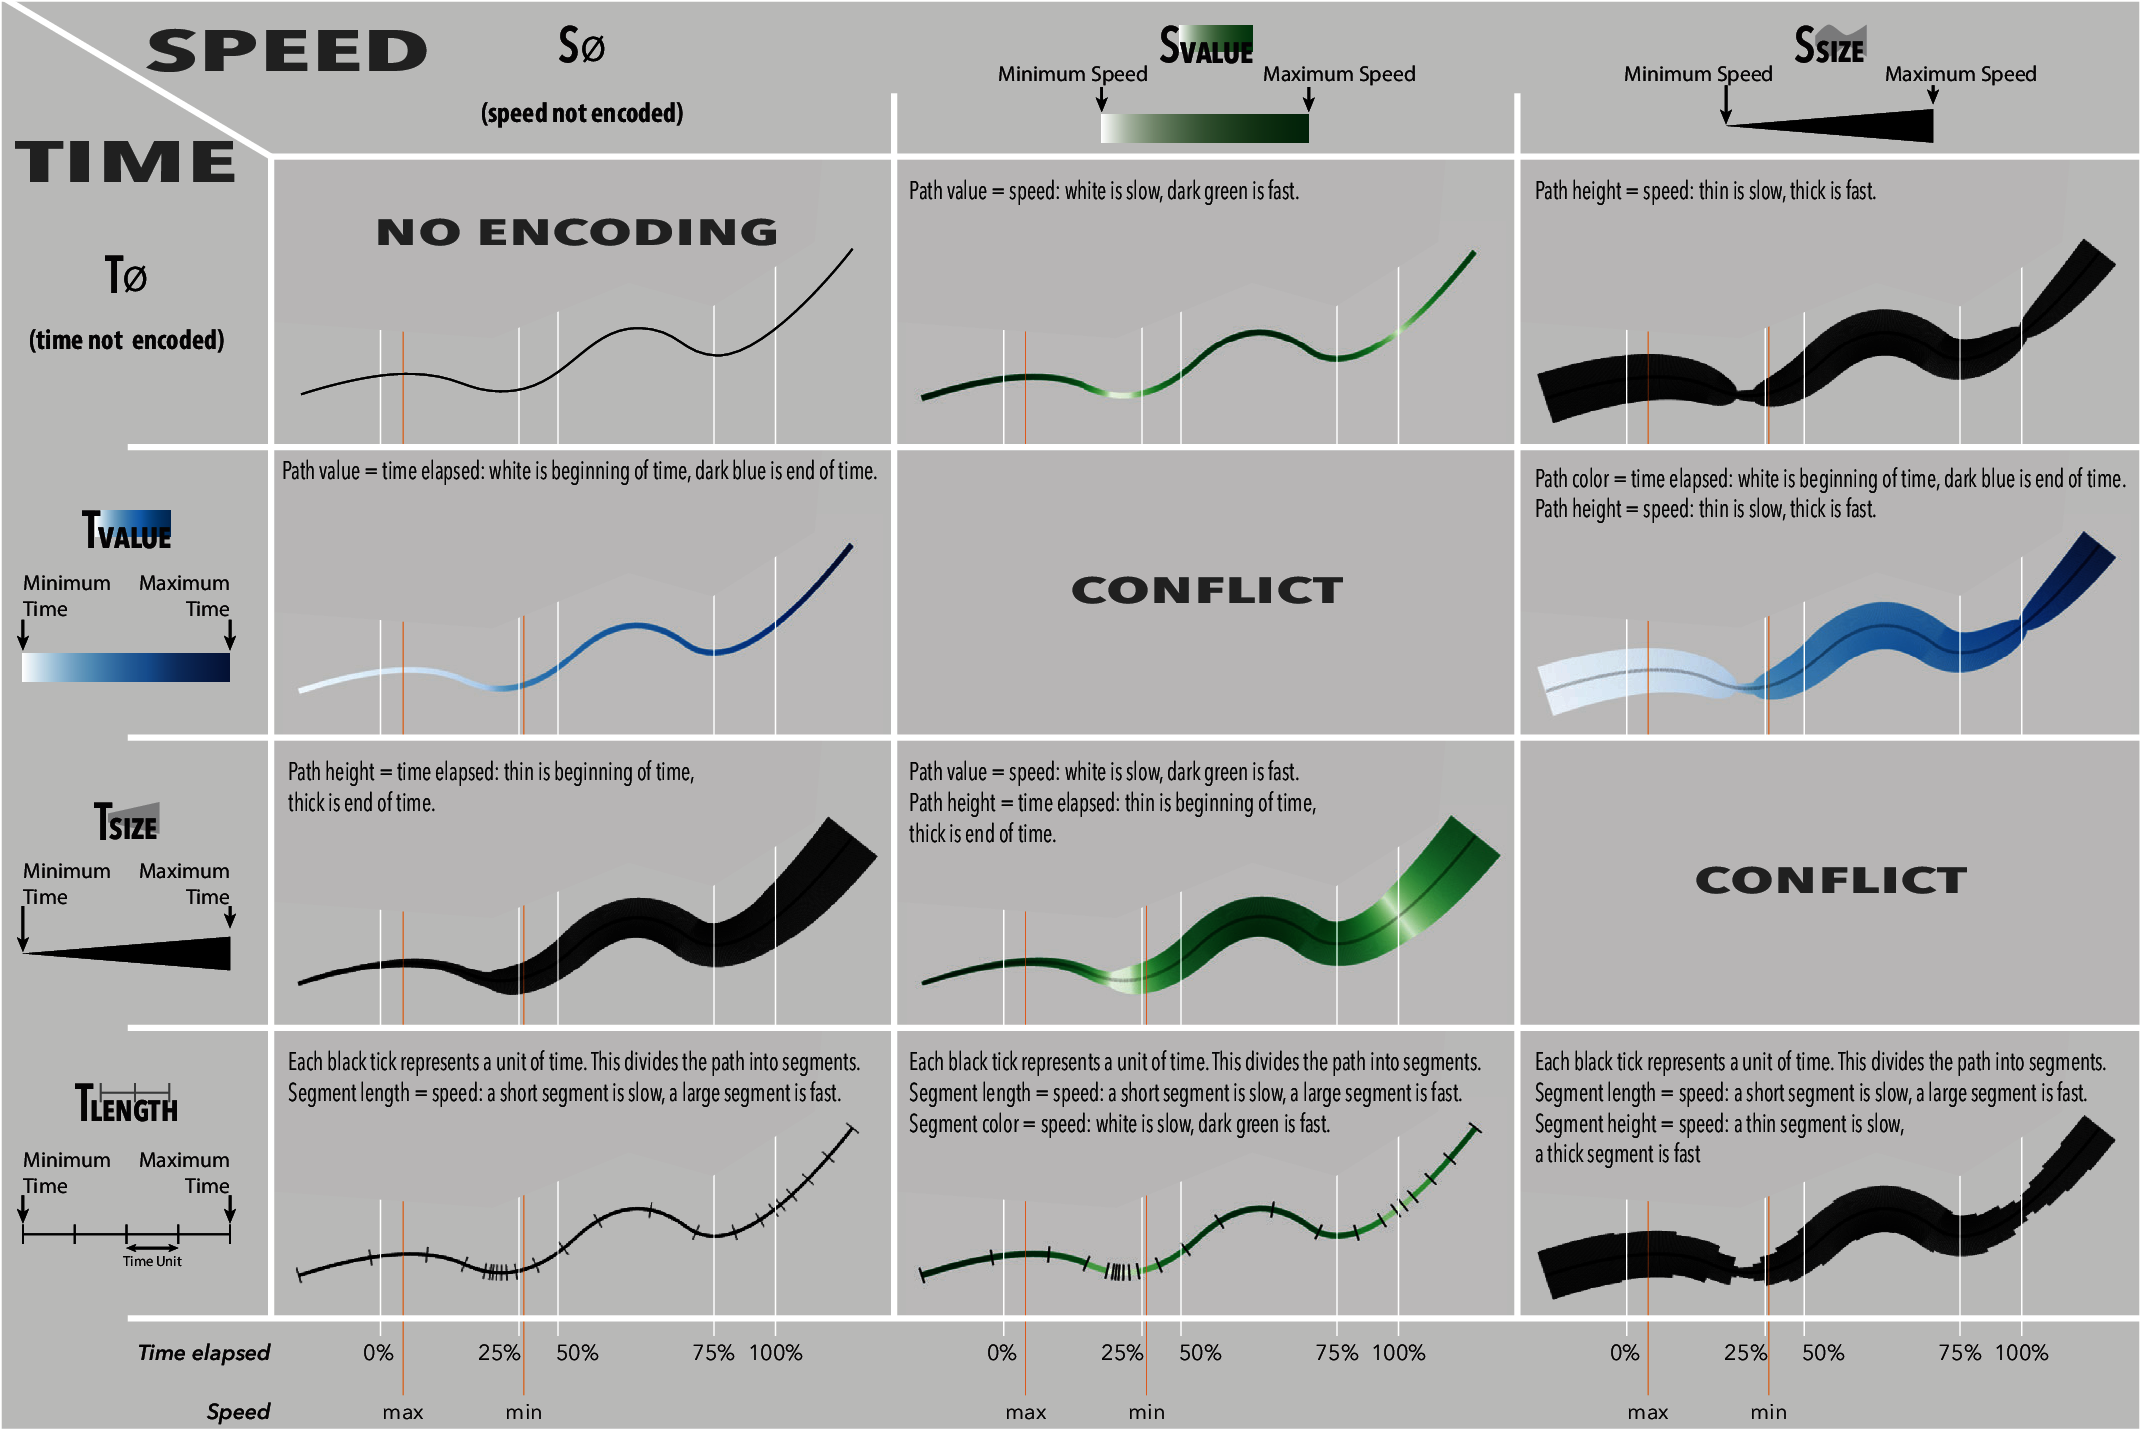 SPEED
TIME
SØ
(speed not encoded)
SVALUE
Minimum Speed
Maximum Speed
SSIZE
Minimum Speed
Maximum Speed
TØ
(time not encoded)
NO ENCODING
Path value = speed: white is slow, dark green is fast.
Path height = speed: thin is slow, thick is fast.
TVALUE
Minimum Time
Maximum Time
Path value = time elapsed: white is beginning of time, dark blue is end of time.
CONFLICT
Path color = time elapsed: white is beginning of time, dark blue is end of time.
Path height = speed: thin is slow, thick is fast.
TSIZE
Minimum Time
Maximum Time
Path height = time elapsed: thin is beginning of time,
thick is end of time.
Path value = speed: white is slow, dark green is fast.
Path height = time elapsed: thin is beginning of time,
thick is end of time.
CONFLICT
TLENGTH
Minimum Time
Maximum Time
Time Unit
Each black tick represents a unit of time. This divides the path into segments.
Segment length = speed: a short segment is slow, a large segment is fast.
Each black tick represents a unit of time. This divides the path into segments.
Segment length = speed: a short segment is slow, a large segment is fast.
Segment color = speed: white is slow, dark green is fast.
Each black tick represents a unit of time. This divides the path into segments.
Segment length = speed: a short segment is slow, a large segment is fast.
Segment height = speed: a thin segment is slow,
a thick segment is fast
Time elapsed 0% 25% 50% 75% 100% 0% 25% 50% 75% 100% 0% 25% 50% 75% 100%
Speed max min max min max min